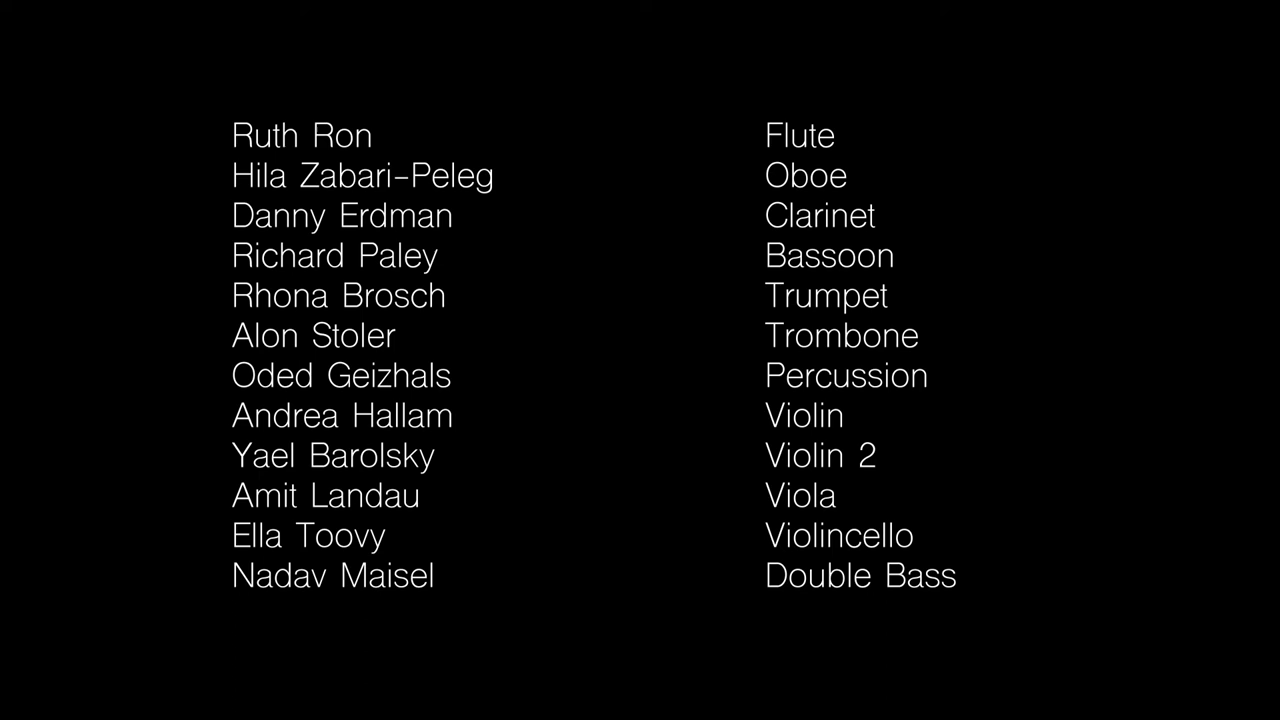 Ruth Ron Flute
Hila Zabari-Peleg Oboe
Danny Erdman Clarinet
Richard Paley Bassoon
Rhona Brosch Trumpet
Alon Stoler Trombone
Oded Geizhals Percussion
Andrea Hallam Violin
Yael Barolsky Violin 2
Amit Landau Viola
Ella Toovy Violincello
Nadav Maisel Double Bass